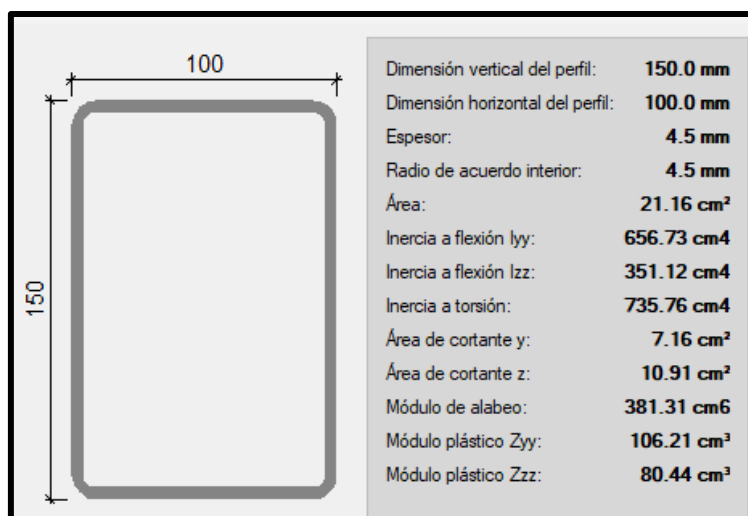 100
150
Dimensión vertical del perfil: 150.0 mm
Dimensión horizontal del perfil: 100.0 mm
Espesor: 4.5 mm
Radio de acuerdo interior: 4.5 mm
Área: 21.16 cm²
Inercia a flexión Iyy: 656.73 cm4
Inercia a flexión Izz: 351.12 cm4
Inercia a torsión: 735.76 cm4
Área de cortante y: 7.16 cm²
Área de cortante z: 10.91 cm²
Módulo de alabeo: 381.31 cm6
Módulo plástico Zyy: 106.21 cm³
Módulo plástico Zzz: 80.44 cm³